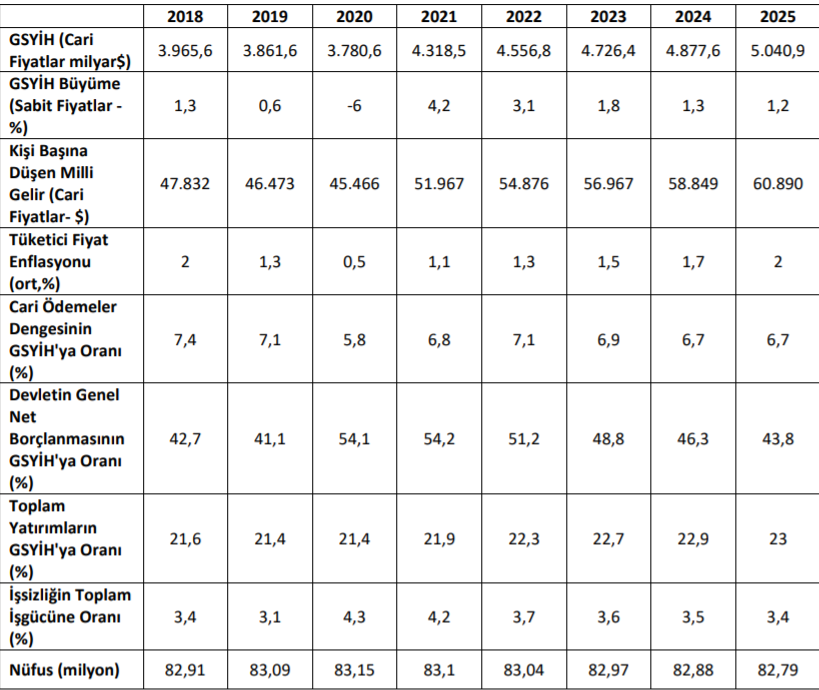 2018 2019 2020 2021 2022 2023 2024 2025
GSYİH (Cari
Fiyatlar milyar$)
3.965,6 3.861,6 3.780,6 4.318,5 4.556,8 4.726,4 4.877,6 5.040,9
GSYİH Büyüme
(Sabit Fiyatlar -
%)
1,3 0,6 -6 4,2 3,1 1,8 1,3 1,2
Kişi Başına
Düşen Milli
Gelir (Cari
Fiyatlar- $)
47.832 46.473 45.466 51.967 54.876 56.967 58.849 60.890
Tüketici Fiyat
Enflasyonu
(ort,%)
2 1,3 0,5 1,1 1,3 1,5 1,7 2
Cari Ödemeler
Dengesinin
GSYİH'ya Oranı
(%)
7,4 7,1 5,8 6,8 7,1 6,9 6,7 6,7
Devletin Genel
Net
Borçlanmasının
GSYİH'ya Oranı
(%)
42,7 41,1 54,1 54,2 51,2 48,8 46,3 43,8
Toplam
Yatırımların
GSYİH'ya Oranı
(%)
21,6 21,4 21,4 21,9 22,3 22,7 22,9 23
İşsizliğin Toplam
İşgücüne Oranı
(%)
3,4 3,1 4,3 4,2 3,7 3,6 3,5 3,4
Nüfus (milyon) 82,91 83,09 83,15 83,1 83,04 82,97 82,88 82,79